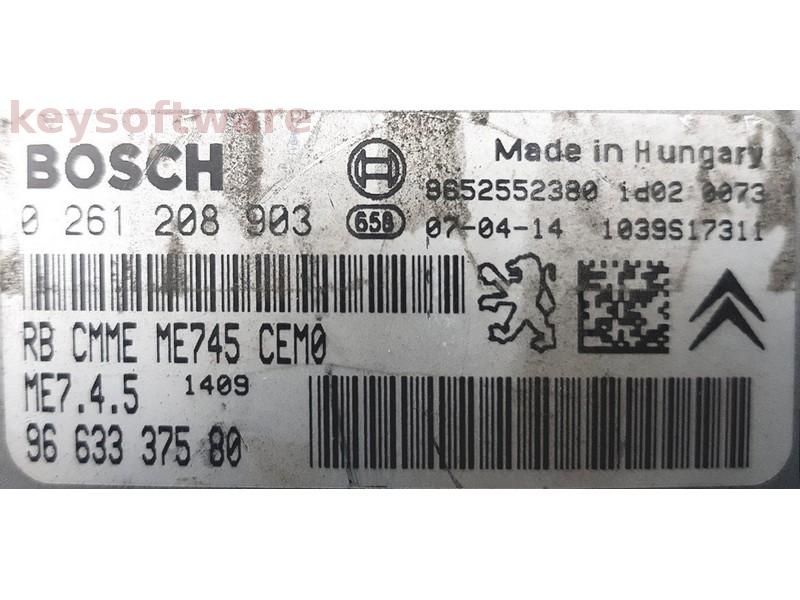 keysoftware
BOSCH
Made in Hungary
9652552380 id02 0073
0 261 208 903
658
07-04-14 1039S17311
RB CMME ME745 CEM0
ME7.4.5 1409
96 633 375 80